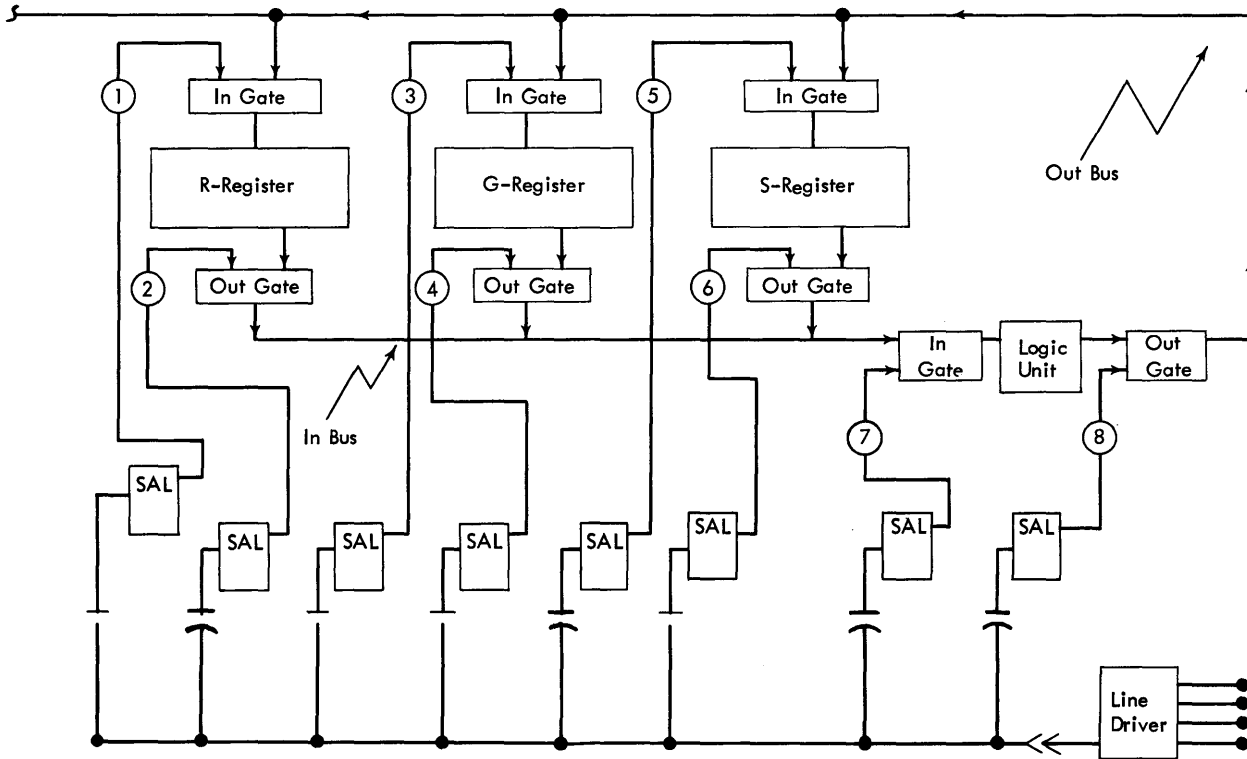 1
3
5
In Gate
In Gate
In Gate
R-Register
G-Register
S-Register
Out Bus
2
4
6
Out Gate
Out Gate
Out Gate
In
Gate
Logic
Unit
Out
Gate
In Bus
7
8
SAL
SAL
SAL
SAL
SAL
SAL
SAL
SAL
Line
Driver